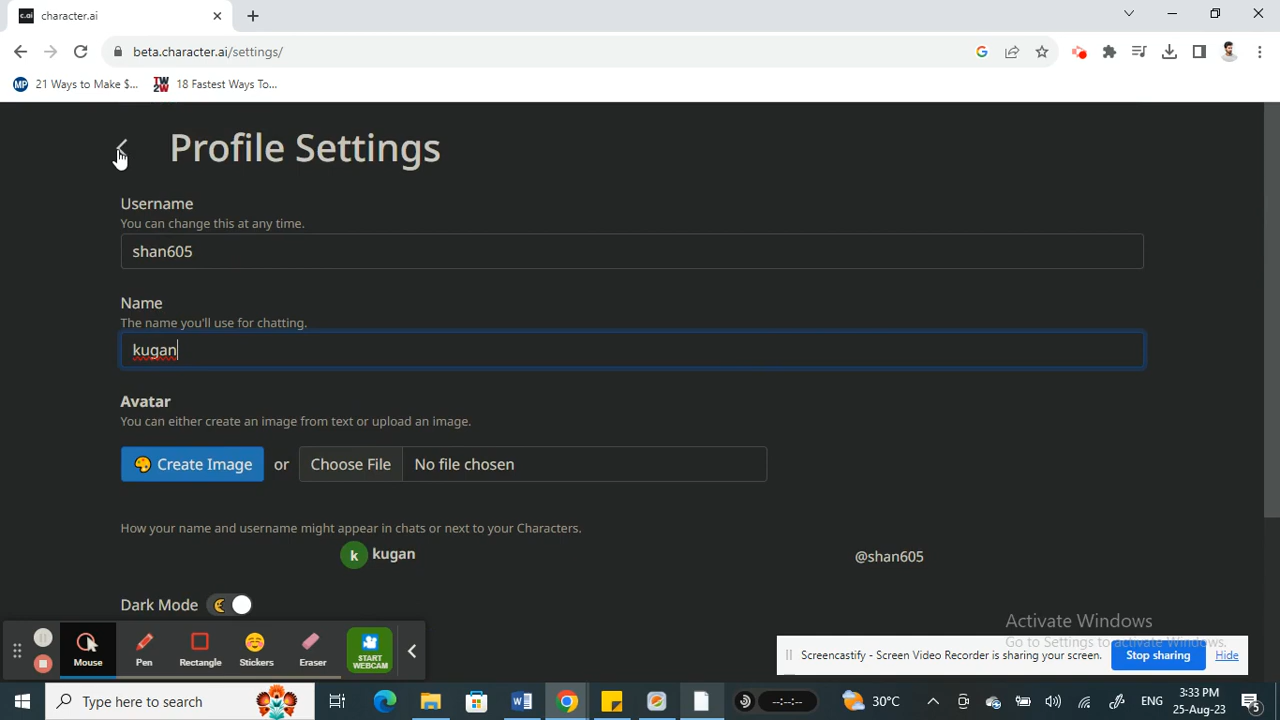 c.ai character.ai
beta.character.ai/settings/
MP 21 Ways to Make $... TW 2W 18 Fastest Ways To...
Profile Settings
Username
You can change this at any time.
shan605
Name
The name you'll use for chatting.
kugan
Avatar
You can either create an image from text or upload an image.
Create Image or Choose File No file chosen
How your name and username might appear in chats or next to your Characters.
k kugan @shan605
Dark Mode
Activate Windows
Go to Settings to activate Windows.
Mouse Pen Rectangle Stickers Eraser START WEBCAM
Screencastify - Screen Video Recorder is sharing your screen. Stop sharing Hide
Type here to search
--:--:--
30°C
ENG
3:33 PM
25-Aug-23
5